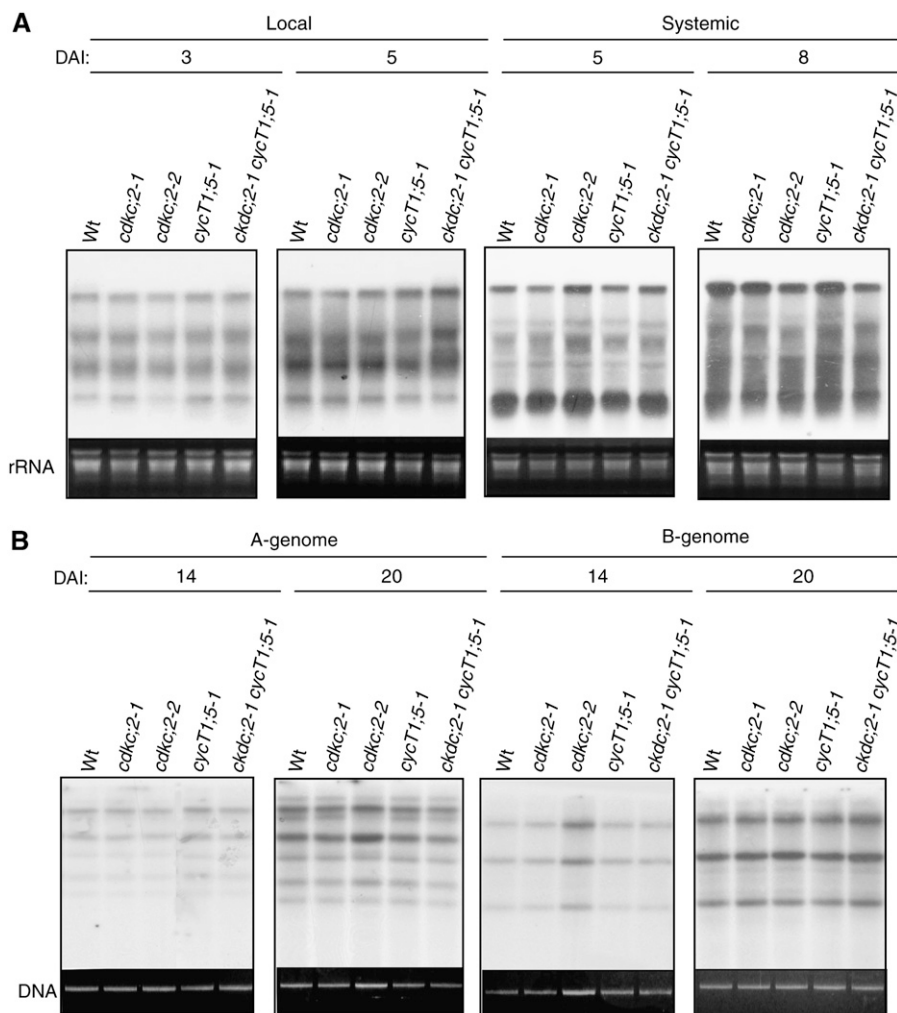 A
Local Systemic
DAI: 3 5 5 8
Wt cdkc;2-1 cdkc;2-2 cycT1;5-1 ckdc;2-1 cycT1;5-1 Wt cdkc;2-1 cdkc;2-2 cycT1;5-1 ckdc;2-1 cycT1;5-1 Wt cdkc;2-1 cdkc;2-2 cycT1;5-1 ckdc;2-1 cycT1;5-1 Wt cdkc;2-1 cdkc;2-2 cycT1;5-1 ckdc;2-1 cycT1;5-1
rRNA
B
A-genome B-genome
DAI: 14 20 14 20
Wt cdkc;2-1 cdkc;2-2 cycT1;5-1 ckdc;2-1 cycT1;5-1 Wt cdkc;2-1 cdkc;2-2 cycT1;5-1 ckdc;2-1 cycT1;5-1 Wt cdkc;2-1 cdkc;2-2 cycT1;5-1 ckdc;2-1 cycT1;5-1 Wt cdkc;2-1 cdkc;2-2 cycT1;5-1 ckdc;2-1 cycT1;5-1
DNA